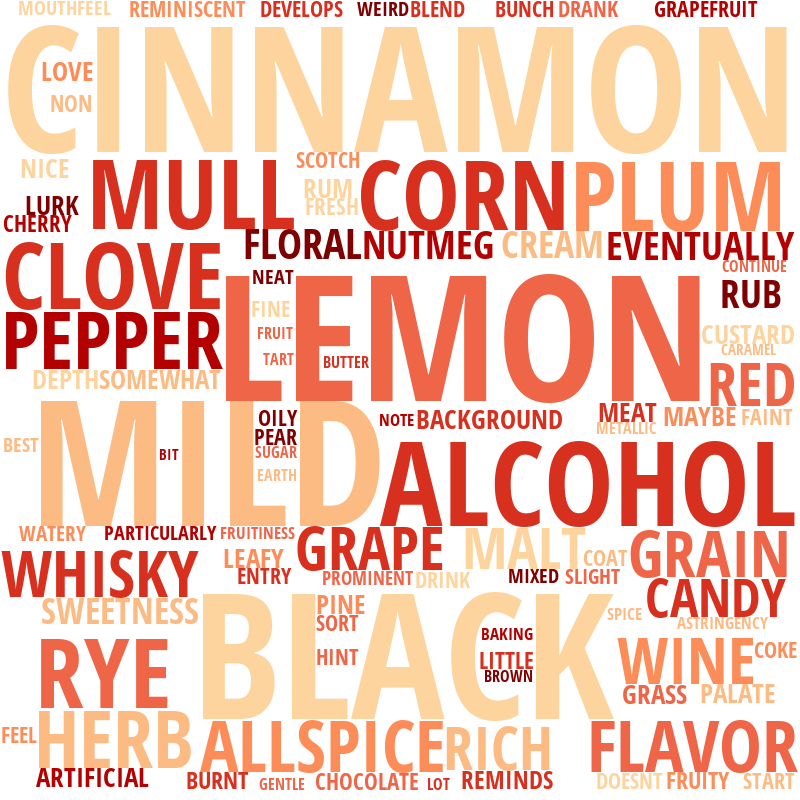 MOUTHFEEL REMINISCENT DEVELOPS WEIRD BLEND BUNCH DRANK GRAPEFRUIT
CINNAMON
LOVE
NON
NICE MULL SCOTCH CORN PLUM
RUM
FRESH
LURK
CHERRY
FLORAL NUTMEG CREAM EVENTUALLY
CONTINUE
CLOVE NEAT LEMON RUB
FINE
PEPPER FRUIT CUSTARD
TART BUTTER CARAMEL
DEPTH SOMEWHAT RED
MILD OILY NOTE BACKGROUND MEAT MAYBE FAINT
METALLIC
BEST BIT PEAR
SUGAR
EARTH
ALCOHOL
WATERY PARTICULARLY FRUITINESS GRAPE MALT GRAIN
WHISKY LEAFY COAT
ENTRY PROMINENT DRINK MIXED SLIGHT CANDY
SWEETNESS BLACK PINE SPICE
SORT ASTRINGENCY
BAKING
RYE HINT LITTLE WINE COKE
BROWN
GRASS PALATE
FEEL HERB ALLSPICE RICH FLAVOR
ARTIFICIAL BURNT GENTLE CHOCOLATE LOT REMINDS DOESNT FRUITY START